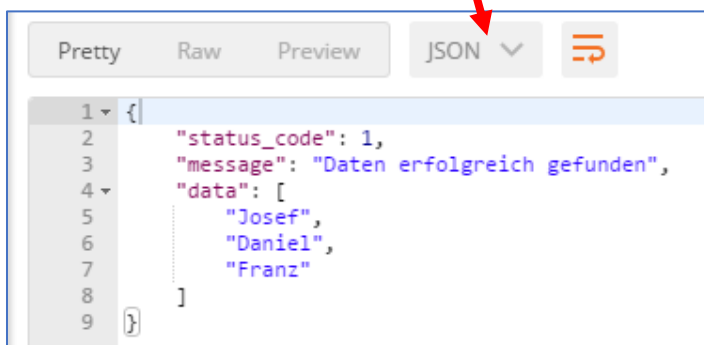 Pretty Raw Preview JSON
1 {
2 "status_code": 1,
3 "message": "Daten erfolgreich gefunden",
4 "data": [
5 "Josef",
6 "Daniel",
7 "Franz"
8 ]
9 }